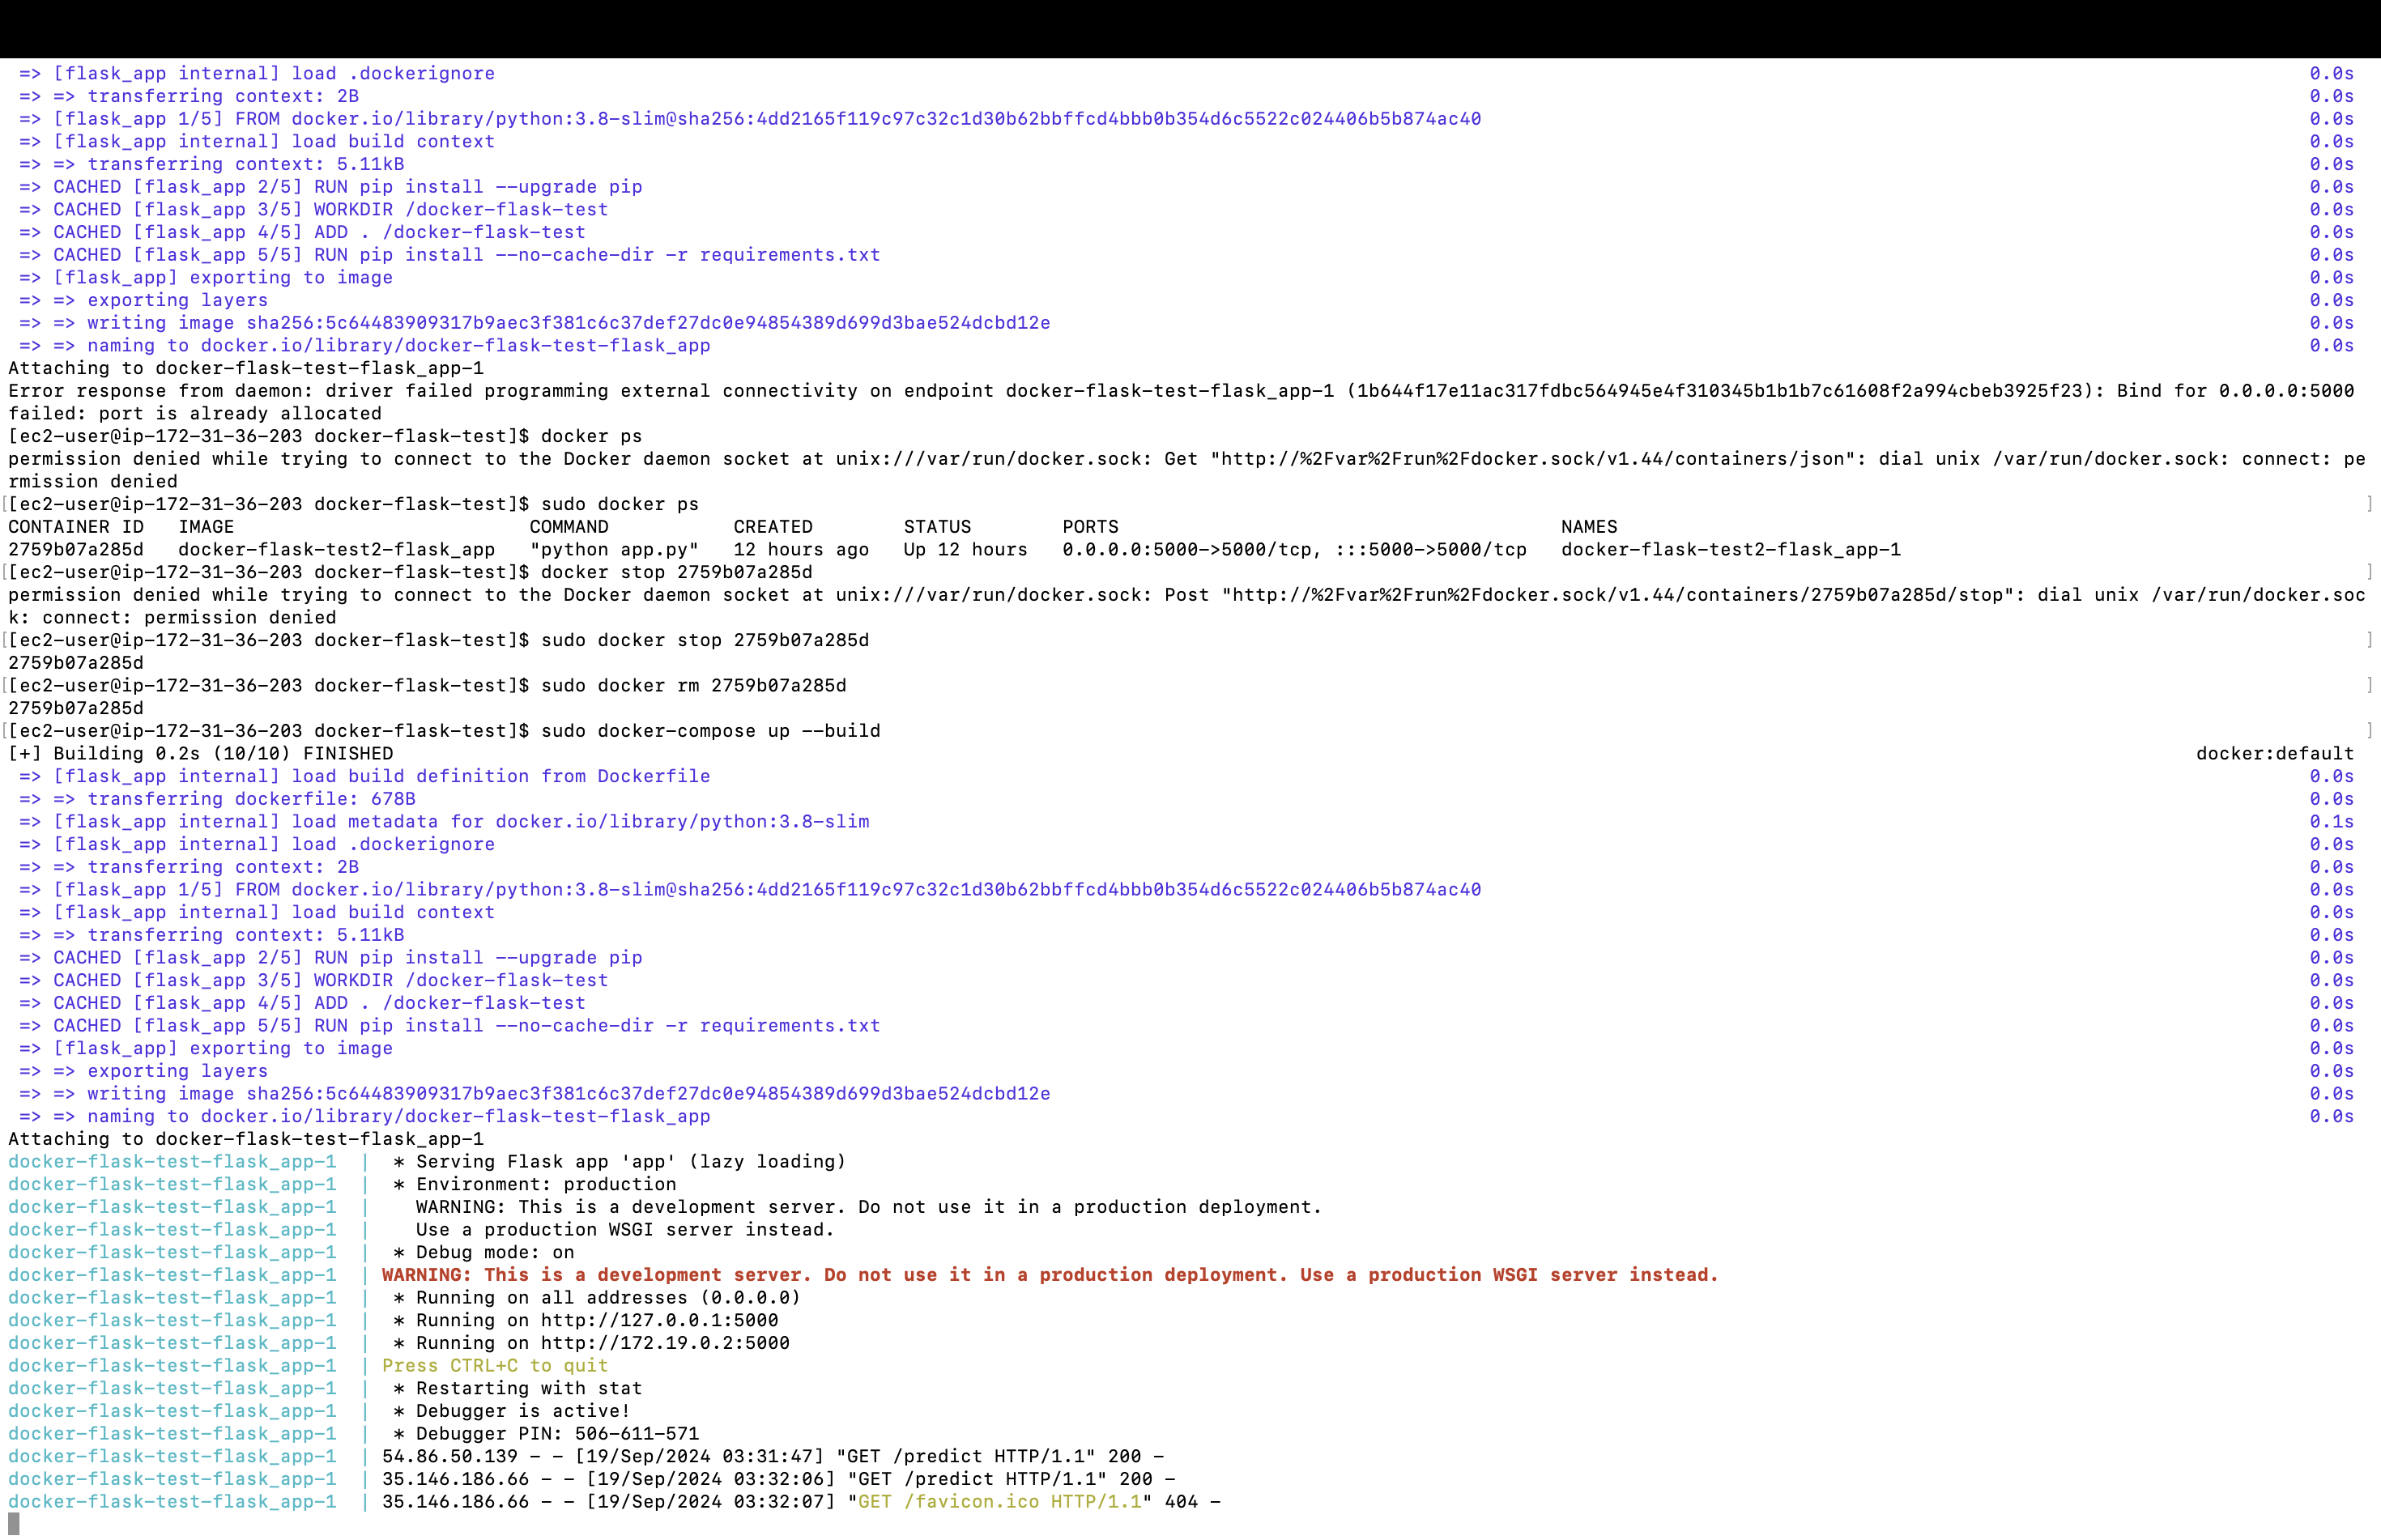 => [flask_app internal] load .dockerignore 0.0s
=> => transferring context: 2B 0.0s
=> [flask_app 1/5] FROM docker.io/library/python:3.8-slim@sha256:4dd2165f119c97c32c1d30b62bbffcd4bbb0b354d6c5522c024406b5b874ac40 0.0s
=> [flask_app internal] load build context 0.0s
=> => transferring context: 5.11kB 0.0s
=> CACHED [flask_app 2/5] RUN pip install --upgrade pip 0.0s
=> CACHED [flask_app 3/5] WORKDIR /docker-flask-test 0.0s
=> CACHED [flask_app 4/5] ADD . /docker-flask-test 0.0s
=> CACHED [flask_app 5/5] RUN pip install --no-cache-dir -r requirements.txt 0.0s
=> [flask_app] exporting to image 0.0s
=> => exporting layers 0.0s
=> => writing image sha256:5c64483909317b9aec3f381c6c37def27dc0e94854389d699d3bae524dcbd12e 0.0s
=> => naming to docker.io/library/docker-flask-test-flask_app 0.0s
Attaching to docker-flask-test-flask_app-1
Error response from daemon: driver failed programming external connectivity on endpoint docker-flask-test-flask_app-1 (1b644f17e11ac317fdbc564945e4f310345b1b1b7c61608f2a994cbeb3925f23): Bind for 0.0.0.0:5000
failed: port is already allocated
[ec2-user@ip-172-31-36-203 docker-flask-test]$ docker ps
permission denied while trying to connect to the Docker daemon socket at unix:///var/run/docker.sock: Get "http://%2Fvar%2Frun%2Fdocker.sock/v1.44/containers/json": dial unix /var/run/docker.sock: connect: pe
rmission denied
[[ec2-user@ip-172-31-36-203 docker-flask-test]$ sudo docker ps ]
CONTAINER ID IMAGE COMMAND CREATED STATUS PORTS NAMES
2759b07a285d docker-flask-test2-flask_app "python app.py" 12 hours ago Up 12 hours 0.0.0.0:5000->5000/tcp, :::5000->5000/tcp docker-flask-test2-flask_app-1
[[ec2-user@ip-172-31-36-203 docker-flask-test]$ docker stop 2759b07a285d ]
permission denied while trying to connect to the Docker daemon socket at unix:///var/run/docker.sock: Post "http://%2Fvar%2Frun%2Fdocker.sock/v1.44/containers/2759b07a285d/stop": dial unix /var/run/docker.soc
k: connect: permission denied
[[ec2-user@ip-172-31-36-203 docker-flask-test]$ sudo docker stop 2759b07a285d ]
2759b07a285d
[[ec2-user@ip-172-31-36-203 docker-flask-test]$ sudo docker rm 2759b07a285d ]
2759b07a285d
[[ec2-user@ip-172-31-36-203 docker-flask-test]$ sudo docker-compose up --build ]
[+] Building 0.2s (10/10) FINISHED docker:default
=> [flask_app internal] load build definition from Dockerfile 0.0s
=> => transferring dockerfile: 678B 0.0s
=> [flask_app internal] load metadata for docker.io/library/python:3.8-slim 0.1s
=> [flask_app internal] load .dockerignore 0.0s
=> => transferring context: 2B 0.0s
=> [flask_app 1/5] FROM docker.io/library/python:3.8-slim@sha256:4dd2165f119c97c32c1d30b62bbffcd4bbb0b354d6c5522c024406b5b874ac40 0.0s
=> [flask_app internal] load build context 0.0s
=> => transferring context: 5.11kB 0.0s
=> CACHED [flask_app 2/5] RUN pip install --upgrade pip 0.0s
=> CACHED [flask_app 3/5] WORKDIR /docker-flask-test 0.0s
=> CACHED [flask_app 4/5] ADD . /docker-flask-test 0.0s
=> CACHED [flask_app 5/5] RUN pip install --no-cache-dir -r requirements.txt 0.0s
=> [flask_app] exporting to image 0.0s
=> => exporting layers 0.0s
=> => writing image sha256:5c64483909317b9aec3f381c6c37def27dc0e94854389d699d3bae524dcbd12e 0.0s
=> => naming to docker.io/library/docker-flask-test-flask_app 0.0s
Attaching to docker-flask-test-flask_app-1
docker-flask-test-flask_app-1 | * Serving Flask app 'app' (lazy loading)
docker-flask-test-flask_app-1 | * Environment: production
docker-flask-test-flask_app-1 | WARNING: This is a development server. Do not use it in a production deployment.
docker-flask-test-flask_app-1 | Use a production WSGI server instead.
docker-flask-test-flask_app-1 | * Debug mode: on
docker-flask-test-flask_app-1 | WARNING: This is a development server. Do not use it in a production deployment. Use a production WSGI server instead.
docker-flask-test-flask_app-1 | * Running on all addresses (0.0.0.0)
docker-flask-test-flask_app-1 | * Running on http://127.0.0.1:5000
docker-flask-test-flask_app-1 | * Running on http://172.19.0.2:5000
docker-flask-test-flask_app-1 | Press CTRL+C to quit
docker-flask-test-flask_app-1 | * Restarting with stat
docker-flask-test-flask_app-1 | * Debugger is active!
docker-flask-test-flask_app-1 | * Debugger PIN: 506-611-571
docker-flask-test-flask_app-1 | 54.86.50.139 - - [19/Sep/2024 03:31:47] "GET /predict HTTP/1.1" 200 -
docker-flask-test-flask_app-1 | 35.146.186.66 - - [19/Sep/2024 03:32:06] "GET /predict HTTP/1.1" 200 -
docker-flask-test-flask_app-1 | 35.146.186.66 - - [19/Sep/2024 03:32:07] "GET /favicon.ico HTTP/1.1" 404 -